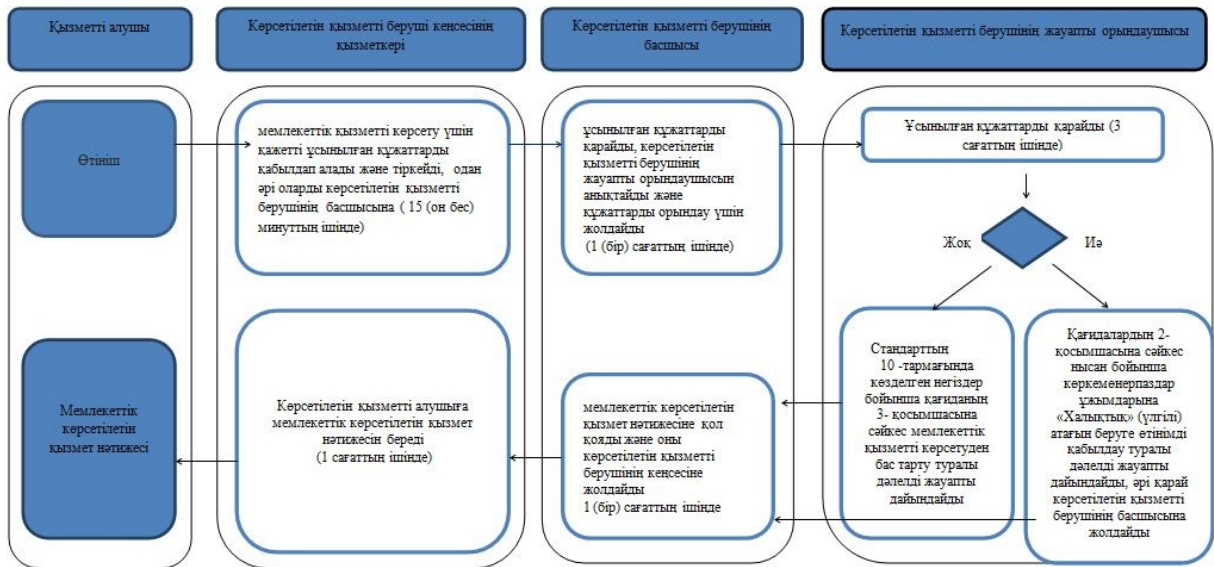 Қызметті алушы
Көрсетілетін қызметті беруші кеңсесінің
қызметкері
Көрсетілетін қызметті берушінің
басшысы
Көрсетілетін қызметті берушінің жауапты орындаушысы
Өтініш
мемлекеттік қызметті көрсету үшін
қажетті ұсынылған құжаттарды
қабылдап алады және тіркейді, одан
әрі оларды көрсетілетін қызметті
берушінің басшысына ( 15 (он бес)
минуттың ішінде)
ұсынылған құжаттарды
қарайды, көрсетілетін
қызметті берушінің
жауапты орындаушысын
анықтайды және
құжаттарды орындау үшін
жолдайды
(1 (бір) сағаттың ішінде)
Ұсынылған құжаттарды қарайды (3
сағаттың ішінде)
Жоқ
Иә
Мемлекеттік
көрсетілетін
қызмет нәтижесі
Көрсетілетін қызметті алушыға
мемлекеттік көрсетілетін қызмет
нәтижесін береді
(1 сағаттың ішінде)
мемлекеттік көрсетілетін
қызмет нәтижесіне қол
қояды және оны
көрсетілетін қызметті
берушінің кеңсесіне
жолдайды
1 (бір) сағаттың ішінде
Стандарттың
10 -тармағында
көзделген негіздер
бойынша қағиданың
3- қосымшасына
сәйкес мемлекеттік
қызметті көрсетуден
бас тарту туралы
дәлелді жауапты
дайындайды
Қағидалардың 2-
қосымшасына сәйкес
нысан бойынша
көркемөнерпаздар
ұжымдарына
«Халықтық» (үлгілі)
атағын беруге өтінімді
қабылдау туралы
дәлелді жауапты
дайындайды, әрі қарай
көрсетілетін қызметті
берушінің басшысына
жолдайды